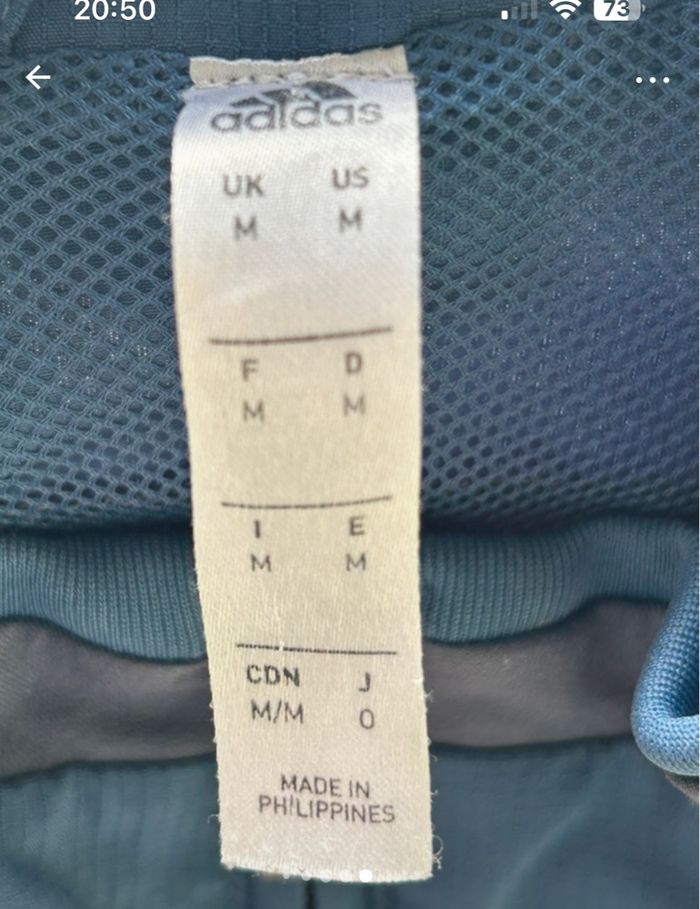 20:50
73
adidas
UK US
M M
F D
M M
I E
M M
CDN J
M/M O
MADE IN
PHILIPPINES